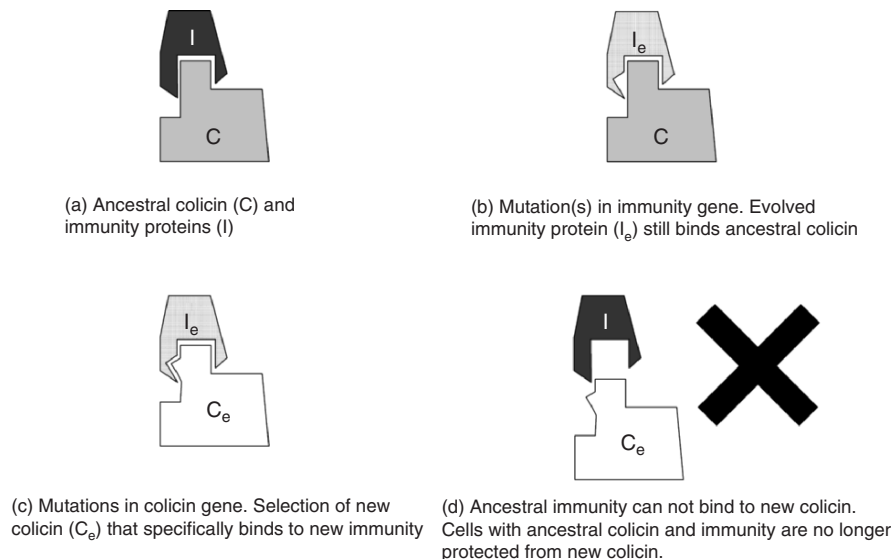 I
C
(a) Ancestral colicin (C) and
immunity proteins (I)
Ie
C
(b) Mutation(s) in immunity gene. Evolved
immunity protein (Ie) still binds ancestral colicin
Ie
Ce
(c) Mutations in colicin gene. Selection of new
colicin (Ce) that specifically binds to new immunity
I
Ce
(d) Ancestral immunity can not bind to new colicin.
Cells with ancestral colicin and immunity are no longer
protected from new colicin.